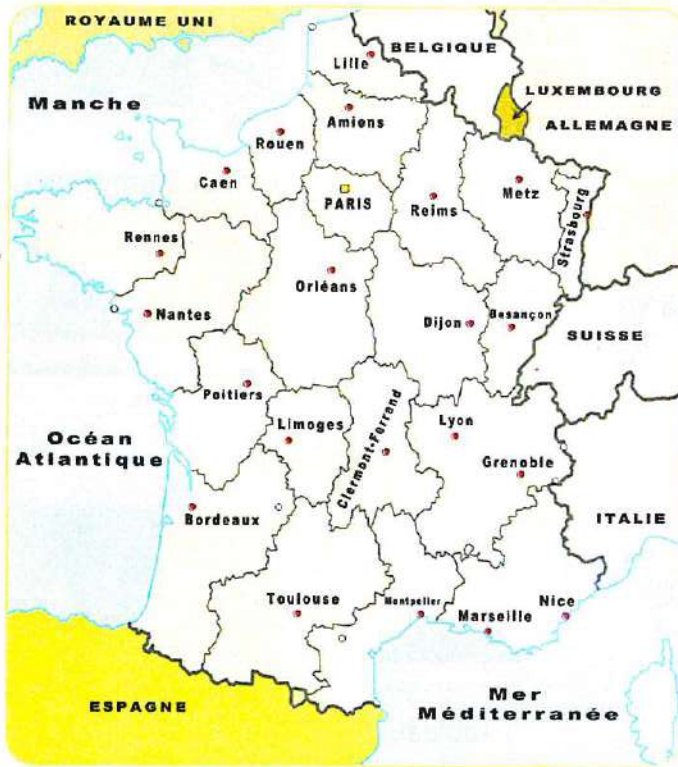 ROYAUME UNI
BELGIQUE
Lille
LUXEMBOURG
Manche
Amiens
ALLEMAGNE
Rouen
Caen
PARIS
Reims
Metz
Strasbourg
Rennes
Orléans
Nantes
Dijon
Besançon
SUISSE
Poitiers
Limoges
Clermont-Ferrand
Lyon
Océan
Atlantique
Grenoble
Bordeaux
ITALIE
Toulouse
Montpellier
Marseille
Nice
ESPAGNE
Mer
Méditerranée